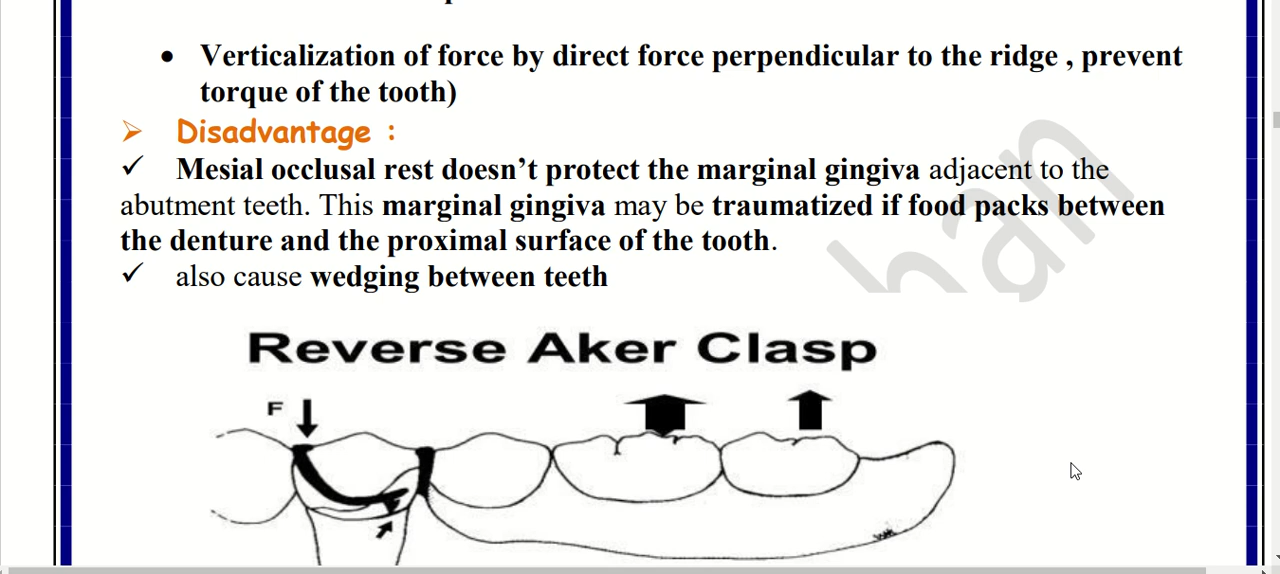 • Verticalization of force by direct force perpendicular to the ridge , prevent
torque of the tooth)
➢ Disadvantage :
✓ Mesial occlusal rest doesn’t protect the marginal gingiva adjacent to the
abutment teeth. This marginal gingiva may be traumatized if food packs between
the denture and the proximal surface of the tooth.
✓ also cause wedging between teeth
Reverse Aker Clasp
F